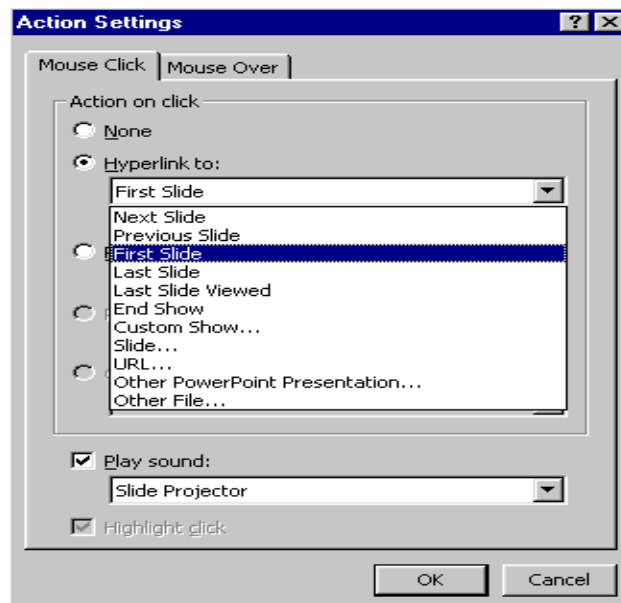 Action Settings
Mouse Click Mouse Over
Action on click
None
Hyperlink to:
First Slide
Next Slide
Previous Slide
First Slide
Last Slide
Last Slide Viewed
End Show
Custom Show...
Slide...
URL...
Other PowerPoint Presentation...
Other File...
Play sound:
Slide Projector
Highlight click
OK Cancel